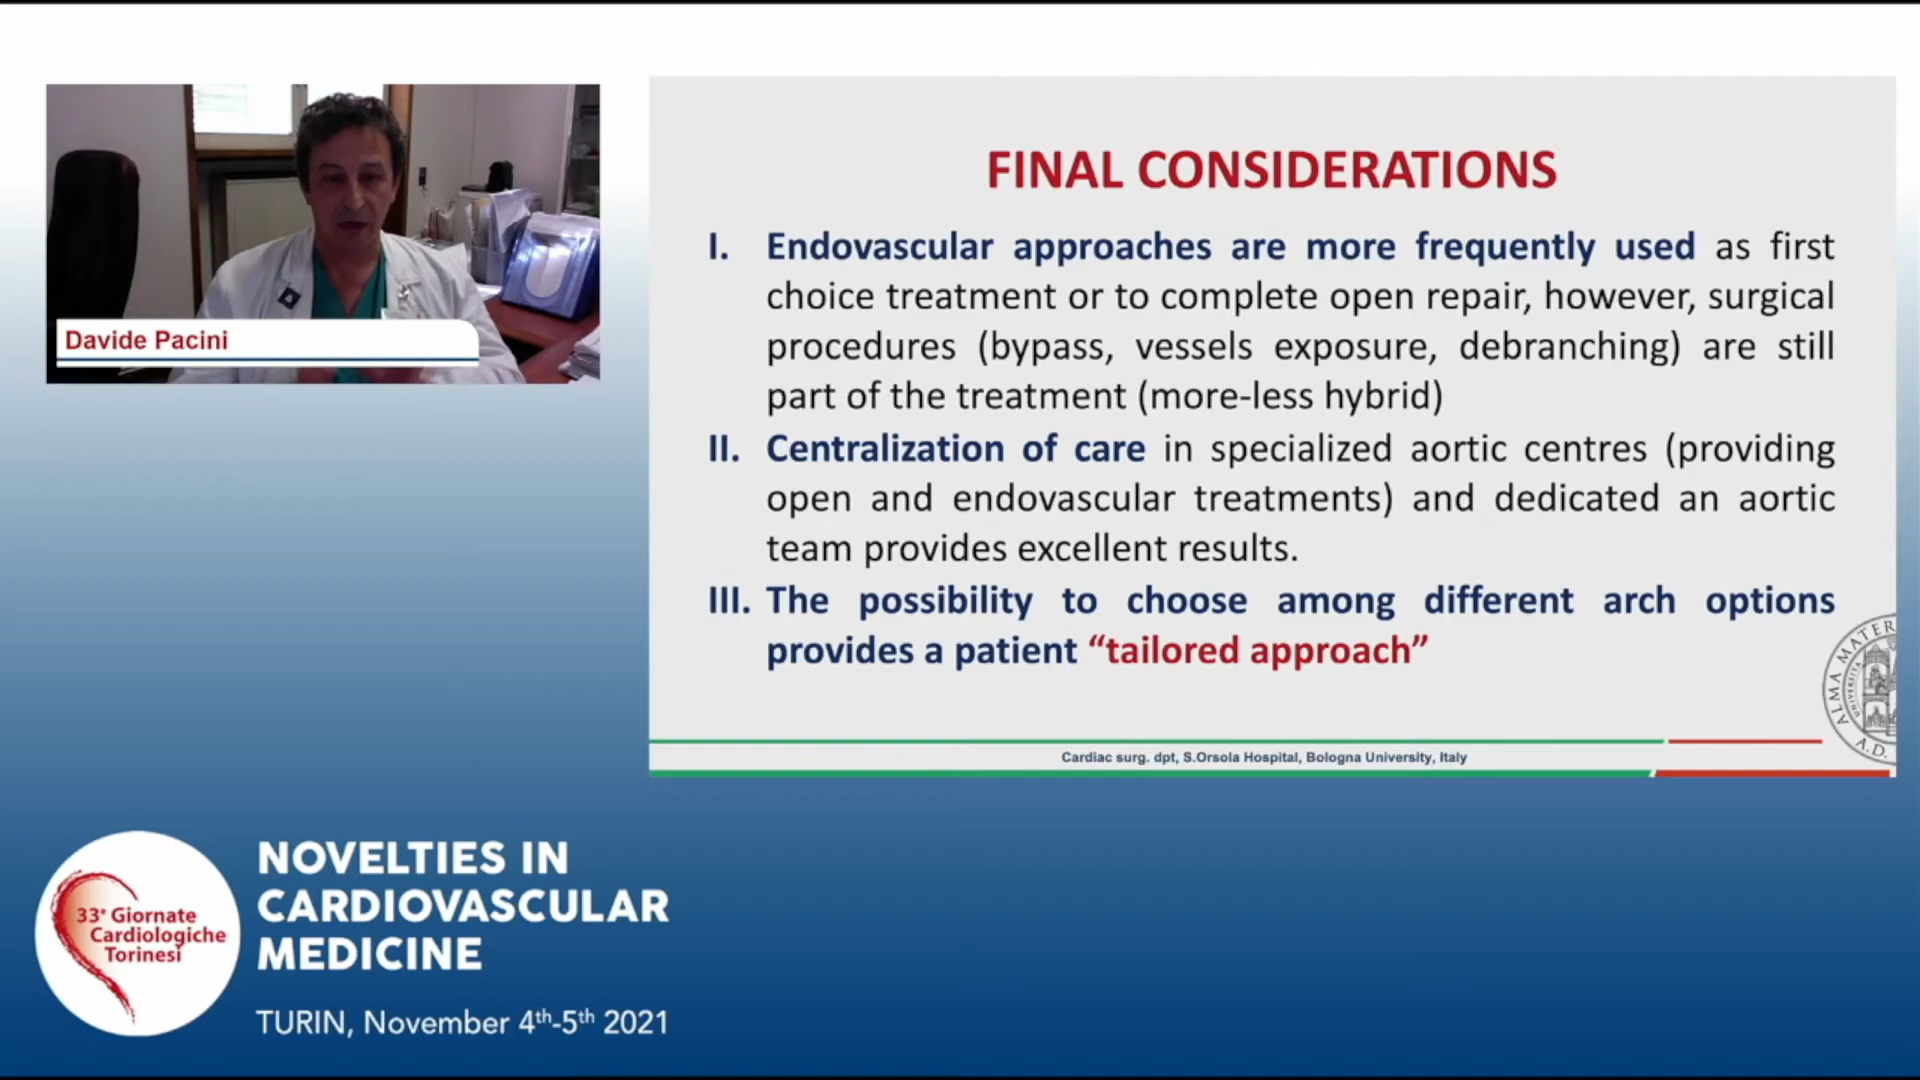 Davide Pacini
FINAL CONSIDERATIONS
I. Endovascular approaches are more frequently used as first
choice treatment or to complete open repair, however, surgical
procedures (bypass, vessels exposure, debranching) are still
part of the treatment (more-less hybrid)
II. Centralization of care in specialized aortic centres (providing
open and endovascular treatments) and dedicated an aortic
team provides excellent results.
III. The possibility to choose among different arch options
provides a patient “tailored approach”
ALMA MATER
A.D.
Cardiac surg. dpt, S.Orsola Hospital, Bologna University, Italy
33° Giornate
Cardiologiche
Torinesi
NOVELTIES IN
CARDIOVASCULAR
MEDICINE
TURIN, November 4th-5th 2021